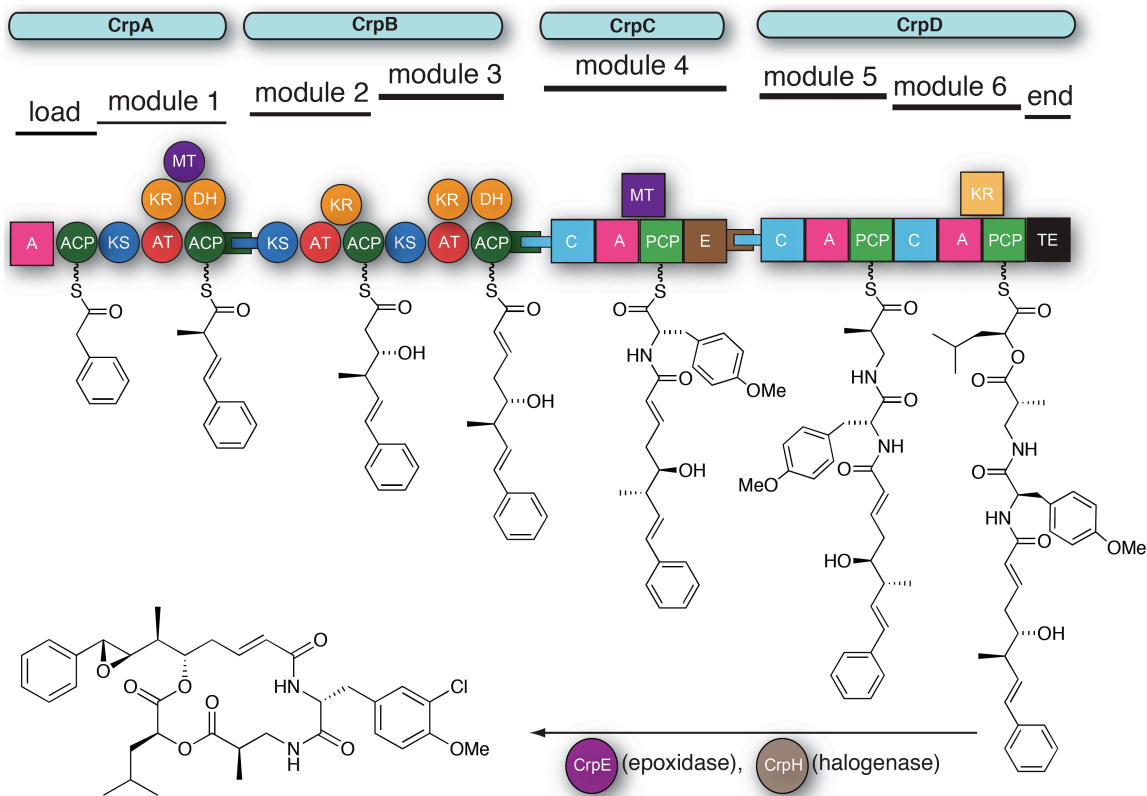 CrpA CrpB CrpC CrpD
load module 1 module 2 module 3 module 4 module 5 module 6 end
MT
KR DH KR KR DH MT KR
A ACP KS AT ACP KS AT ACP KS AT ACP C A PCP E C A PCP C A PCP TE
S S S S S S S
O O O O O O O
OH
HN OMe
O
O
NH
O
OH
O
HN
O
MeO
OH
HO
O
NH
O
HN
O
OMe
OH
O
O
HN
Cl
O
O
O
O
O
N
H
O
OMe
CrpE (epoxidase), CrpH (halogenase)